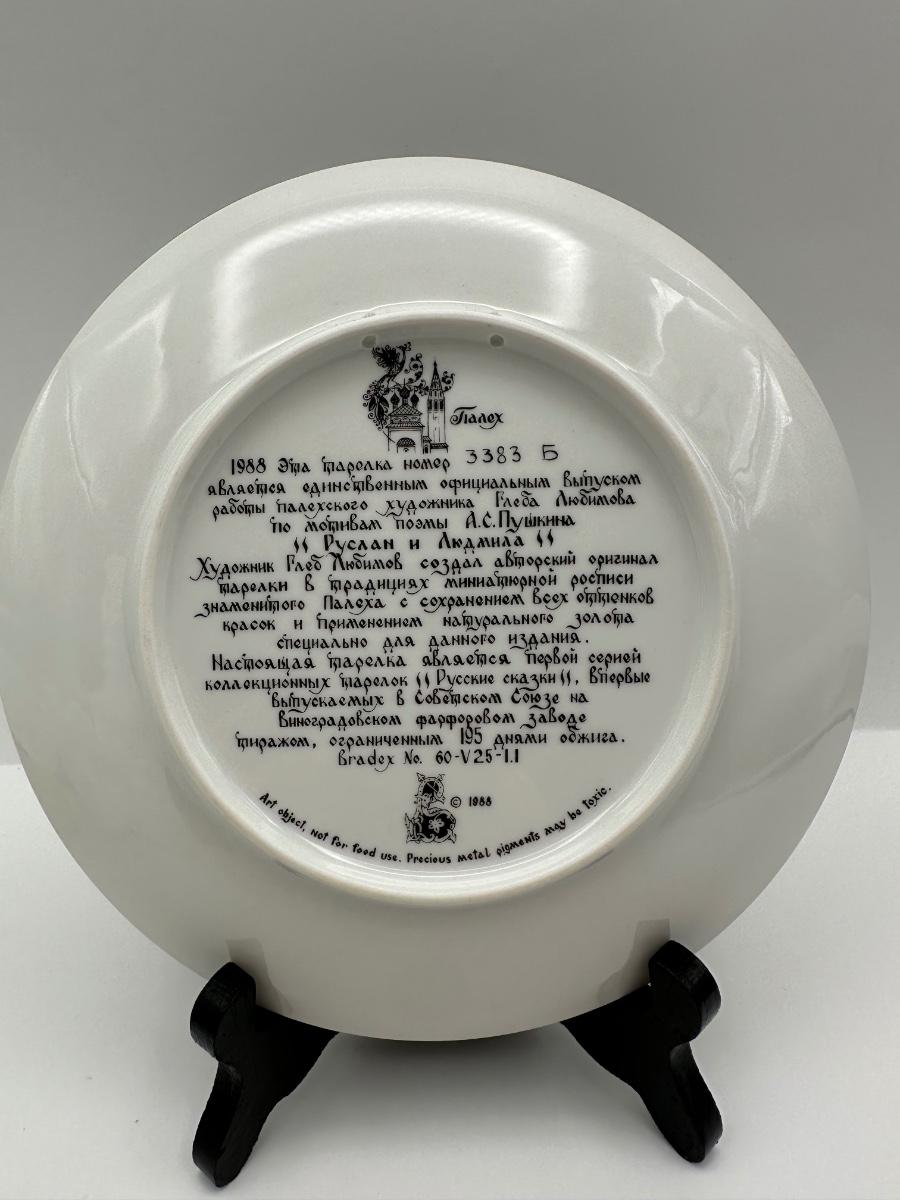 Палех
1988 Эта тарелка номер 3383 Б
является единственным официальным выпуском
работы палехского художника Глеба Любимова
по мотивам поэмы А.С.Пушкина
"Руслан и Людмила"
Художник Глеб Любимов создал авторский оригинал
тарелки в традициях миниатюрной росписи
знаменитого Палеха с сохранением всех оттенков
красок и применением натурального золота
специально для данного издания.
Настоящая тарелка является первой серией
коллекционных тарелок "Русские сказки", впервые
выпускаемых в Советском Союзе на
Виноградовском фарфоровом заводе
тиражом, ограниченным 195 днями обжига.
Bradex No. 60-V25-1.1
© 1988
Art object, not for food use. Precious metal pigments may be toxic.